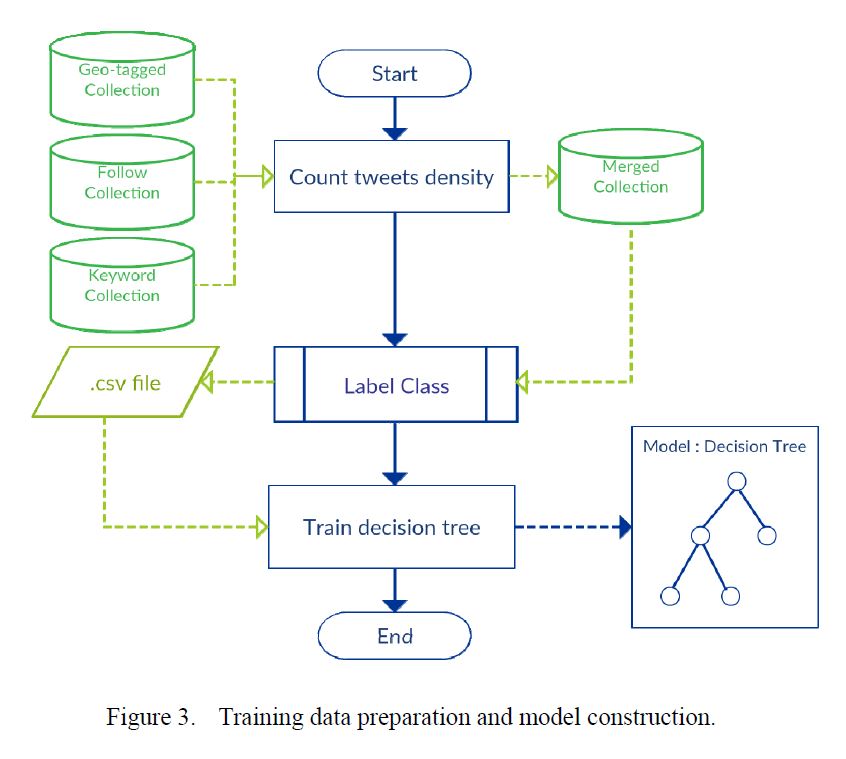 Geo-tagged
Collection
Start
Follow
Collection
Count tweets density
Merged
Collection
Keyword
Collection
.csv file
Label Class
Model : Decision Tree
Train decision tree
End
Figure 3. Training data preparation and model construction.